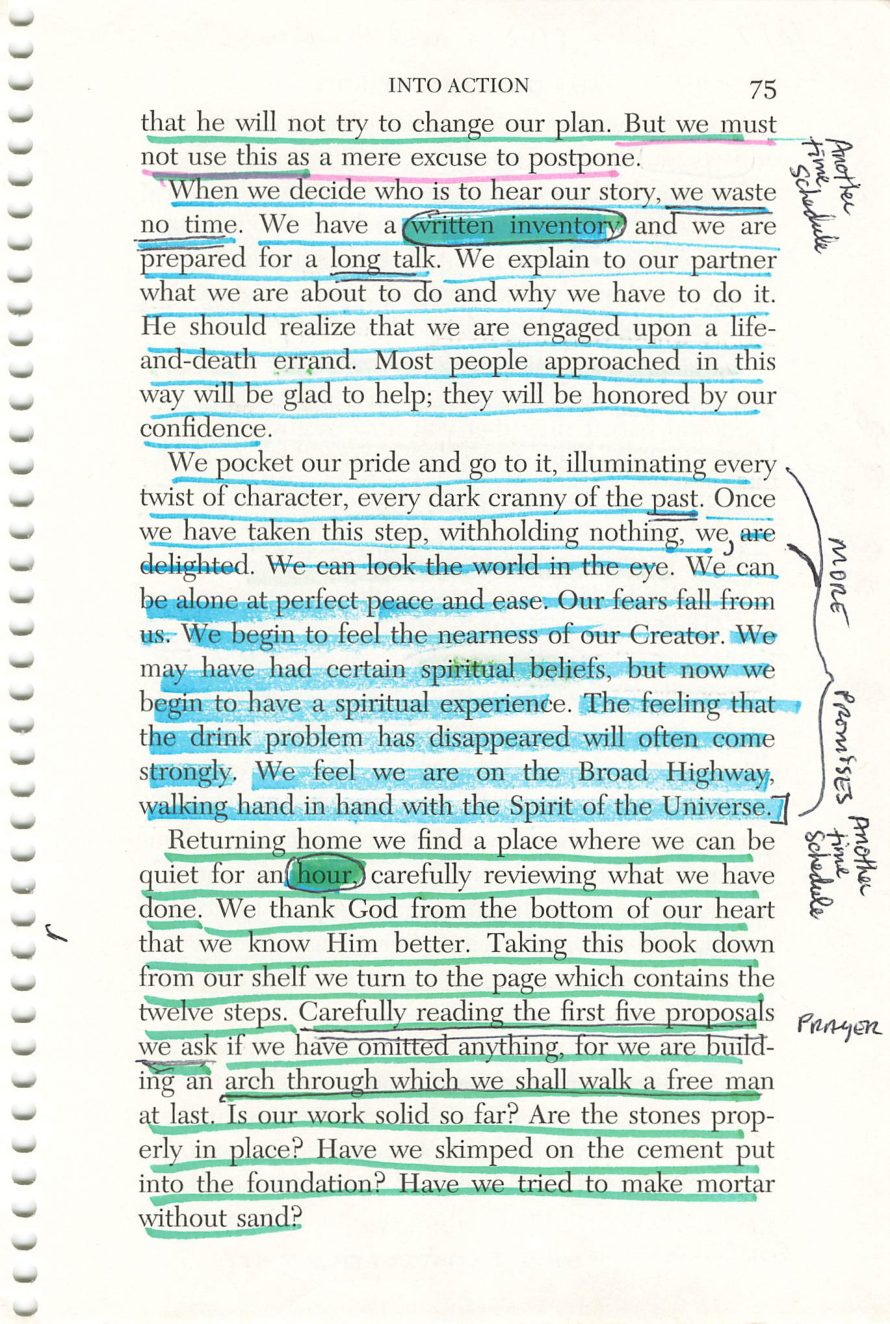 INTO ACTION 75
that he will not try to change our plan. But we must
not use this as a mere excuse to postpone.
When we decide who is to hear our story, we waste
no time. We have a written inventory and we are
prepared for a long talk. We explain to our partner
what we are about to do and why we have to do it.
He should realize that we are engaged upon a life-
and-death errand. Most people approached in this
way will be glad to help; they will be honored by our
confidence.
We pocket our pride and go to it, illuminating every
twist of character, every dark cranny of the past. Once
we have taken this step, withholding nothing, we are
delighted. We can look the world in the eye. We can
be alone at perfect peace and ease. Our fears fall from
us. We begin to feel the nearness of our Creator. We
may have had certain spiritual beliefs, but now we
begin to have a spiritual experience. The feeling that
the drink problem has disappeared will often come
strongly. We feel we are on the Broad Highway,
walking hand in hand with the Spirit of the Universe.
Returning home we find a place where we can be
quiet for an hour, carefully reviewing what we have
done. We thank God from the bottom of our heart
that we know Him better. Taking this book down
from our shelf we turn to the page which contains the
twelve steps. Carefully reading the first five proposals
we ask if we have omitted anything, for we are build-
ing an arch through which we shall walk a free man
at last. Is our work solid so far? Are the stones prop-
erly in place? Have we skimped on the cement put
into the foundation? Have we tried to make mortar
without sand?
Another
time
Schedule
MORE PROMISES
Another
time
Schedule
PRAYER